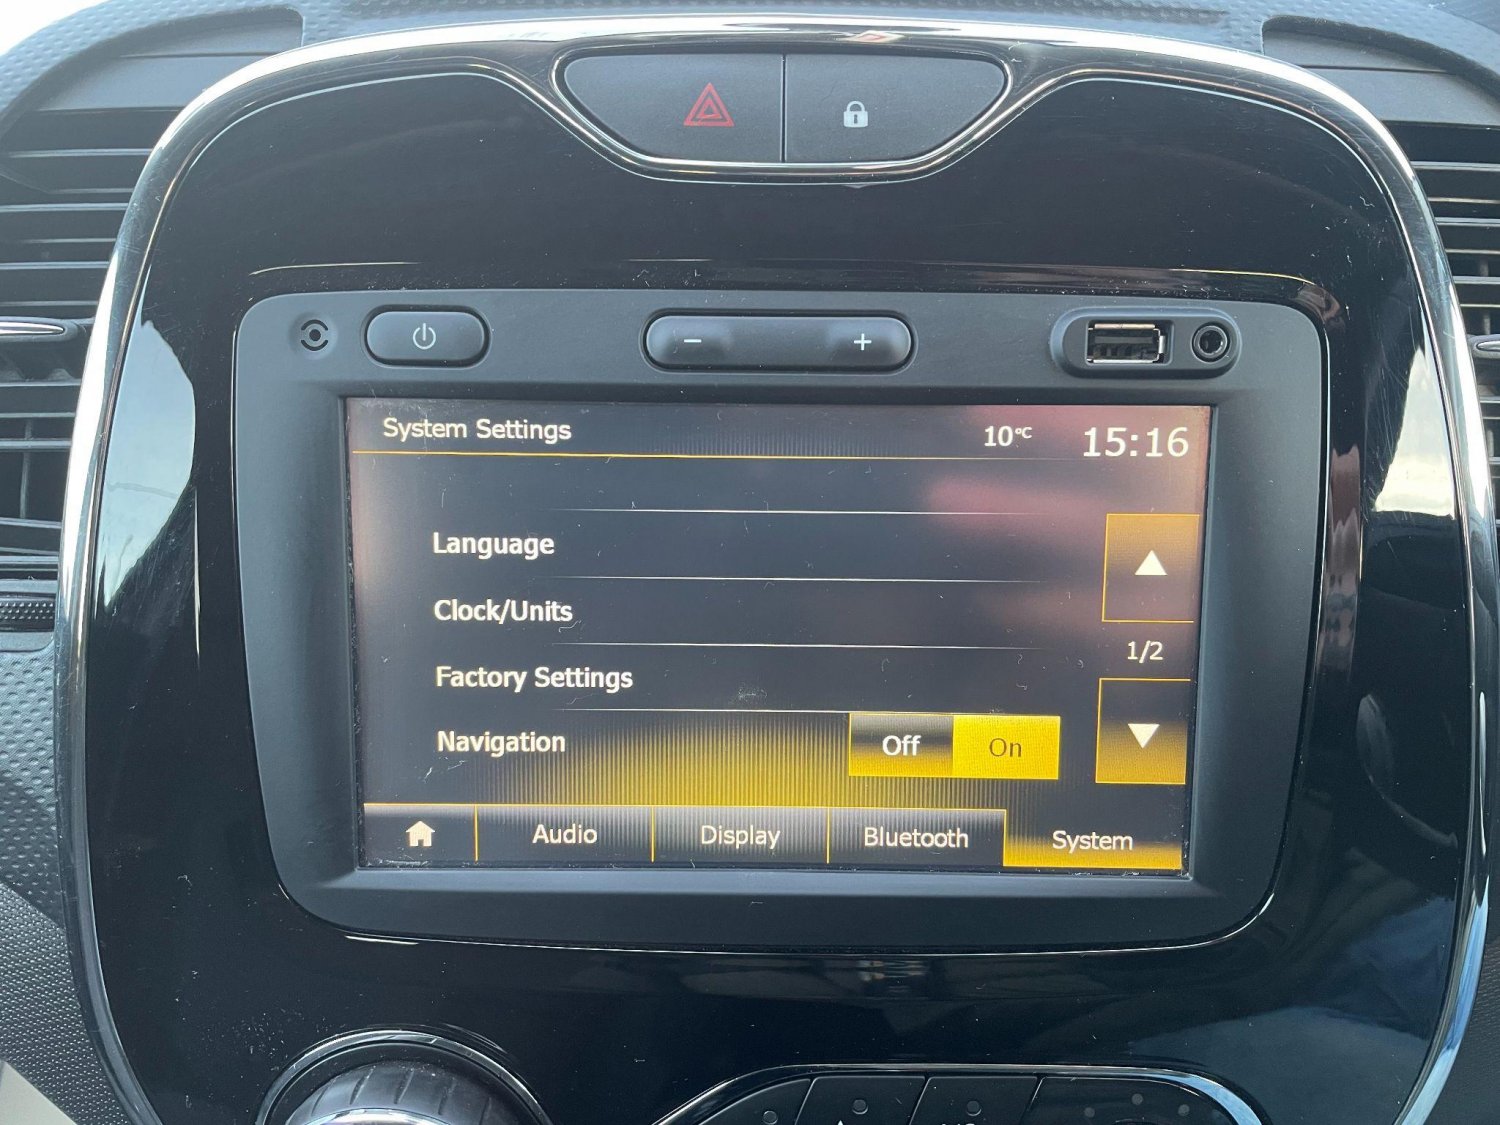 System Settings 10°C 15:16
Language
Clock/Units
1/2
Factory Settings
Navigation Off On
Audio Display Bluetooth System